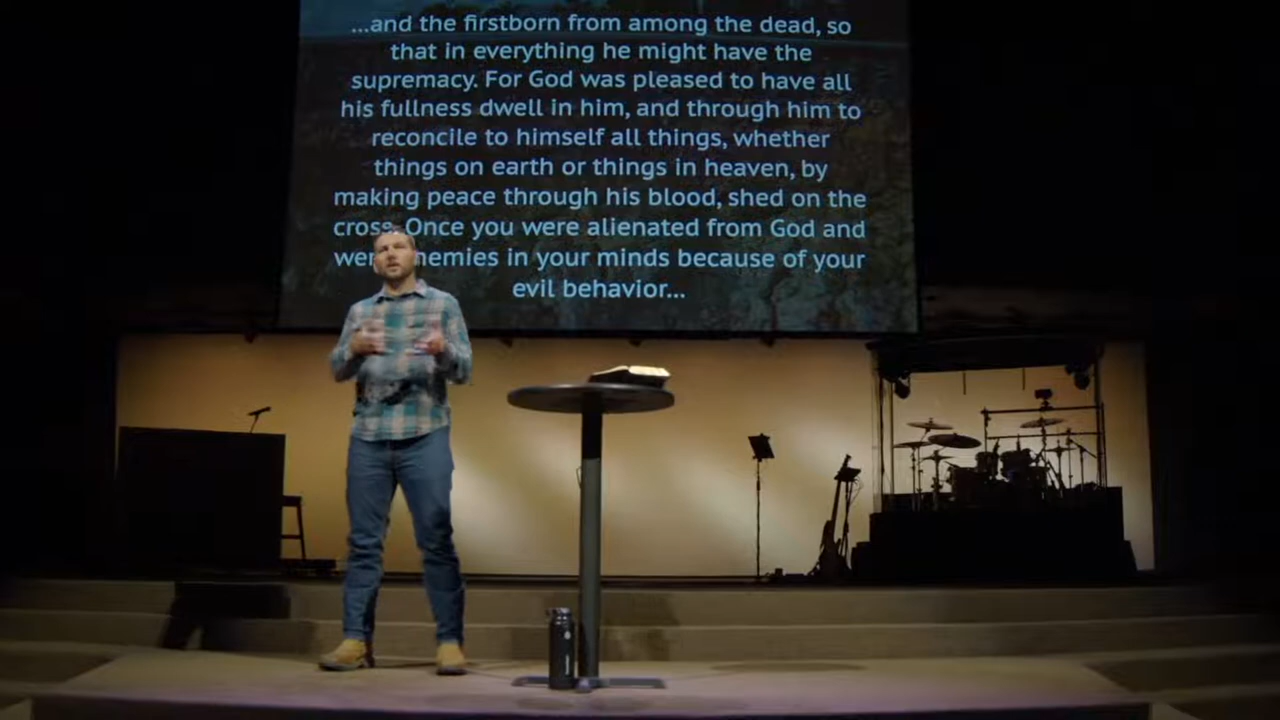 ...and the firstborn from among the dead, so
that in everything he might have the
supremacy. For God was pleased to have all
his fullness dwell in him, and through him to
reconcile to himself all things, whether
things on earth or things in heaven, by
making peace through his blood, shed on the
cross. Once you were alienated from God and
were enemies in your minds because of your
evil behavior...